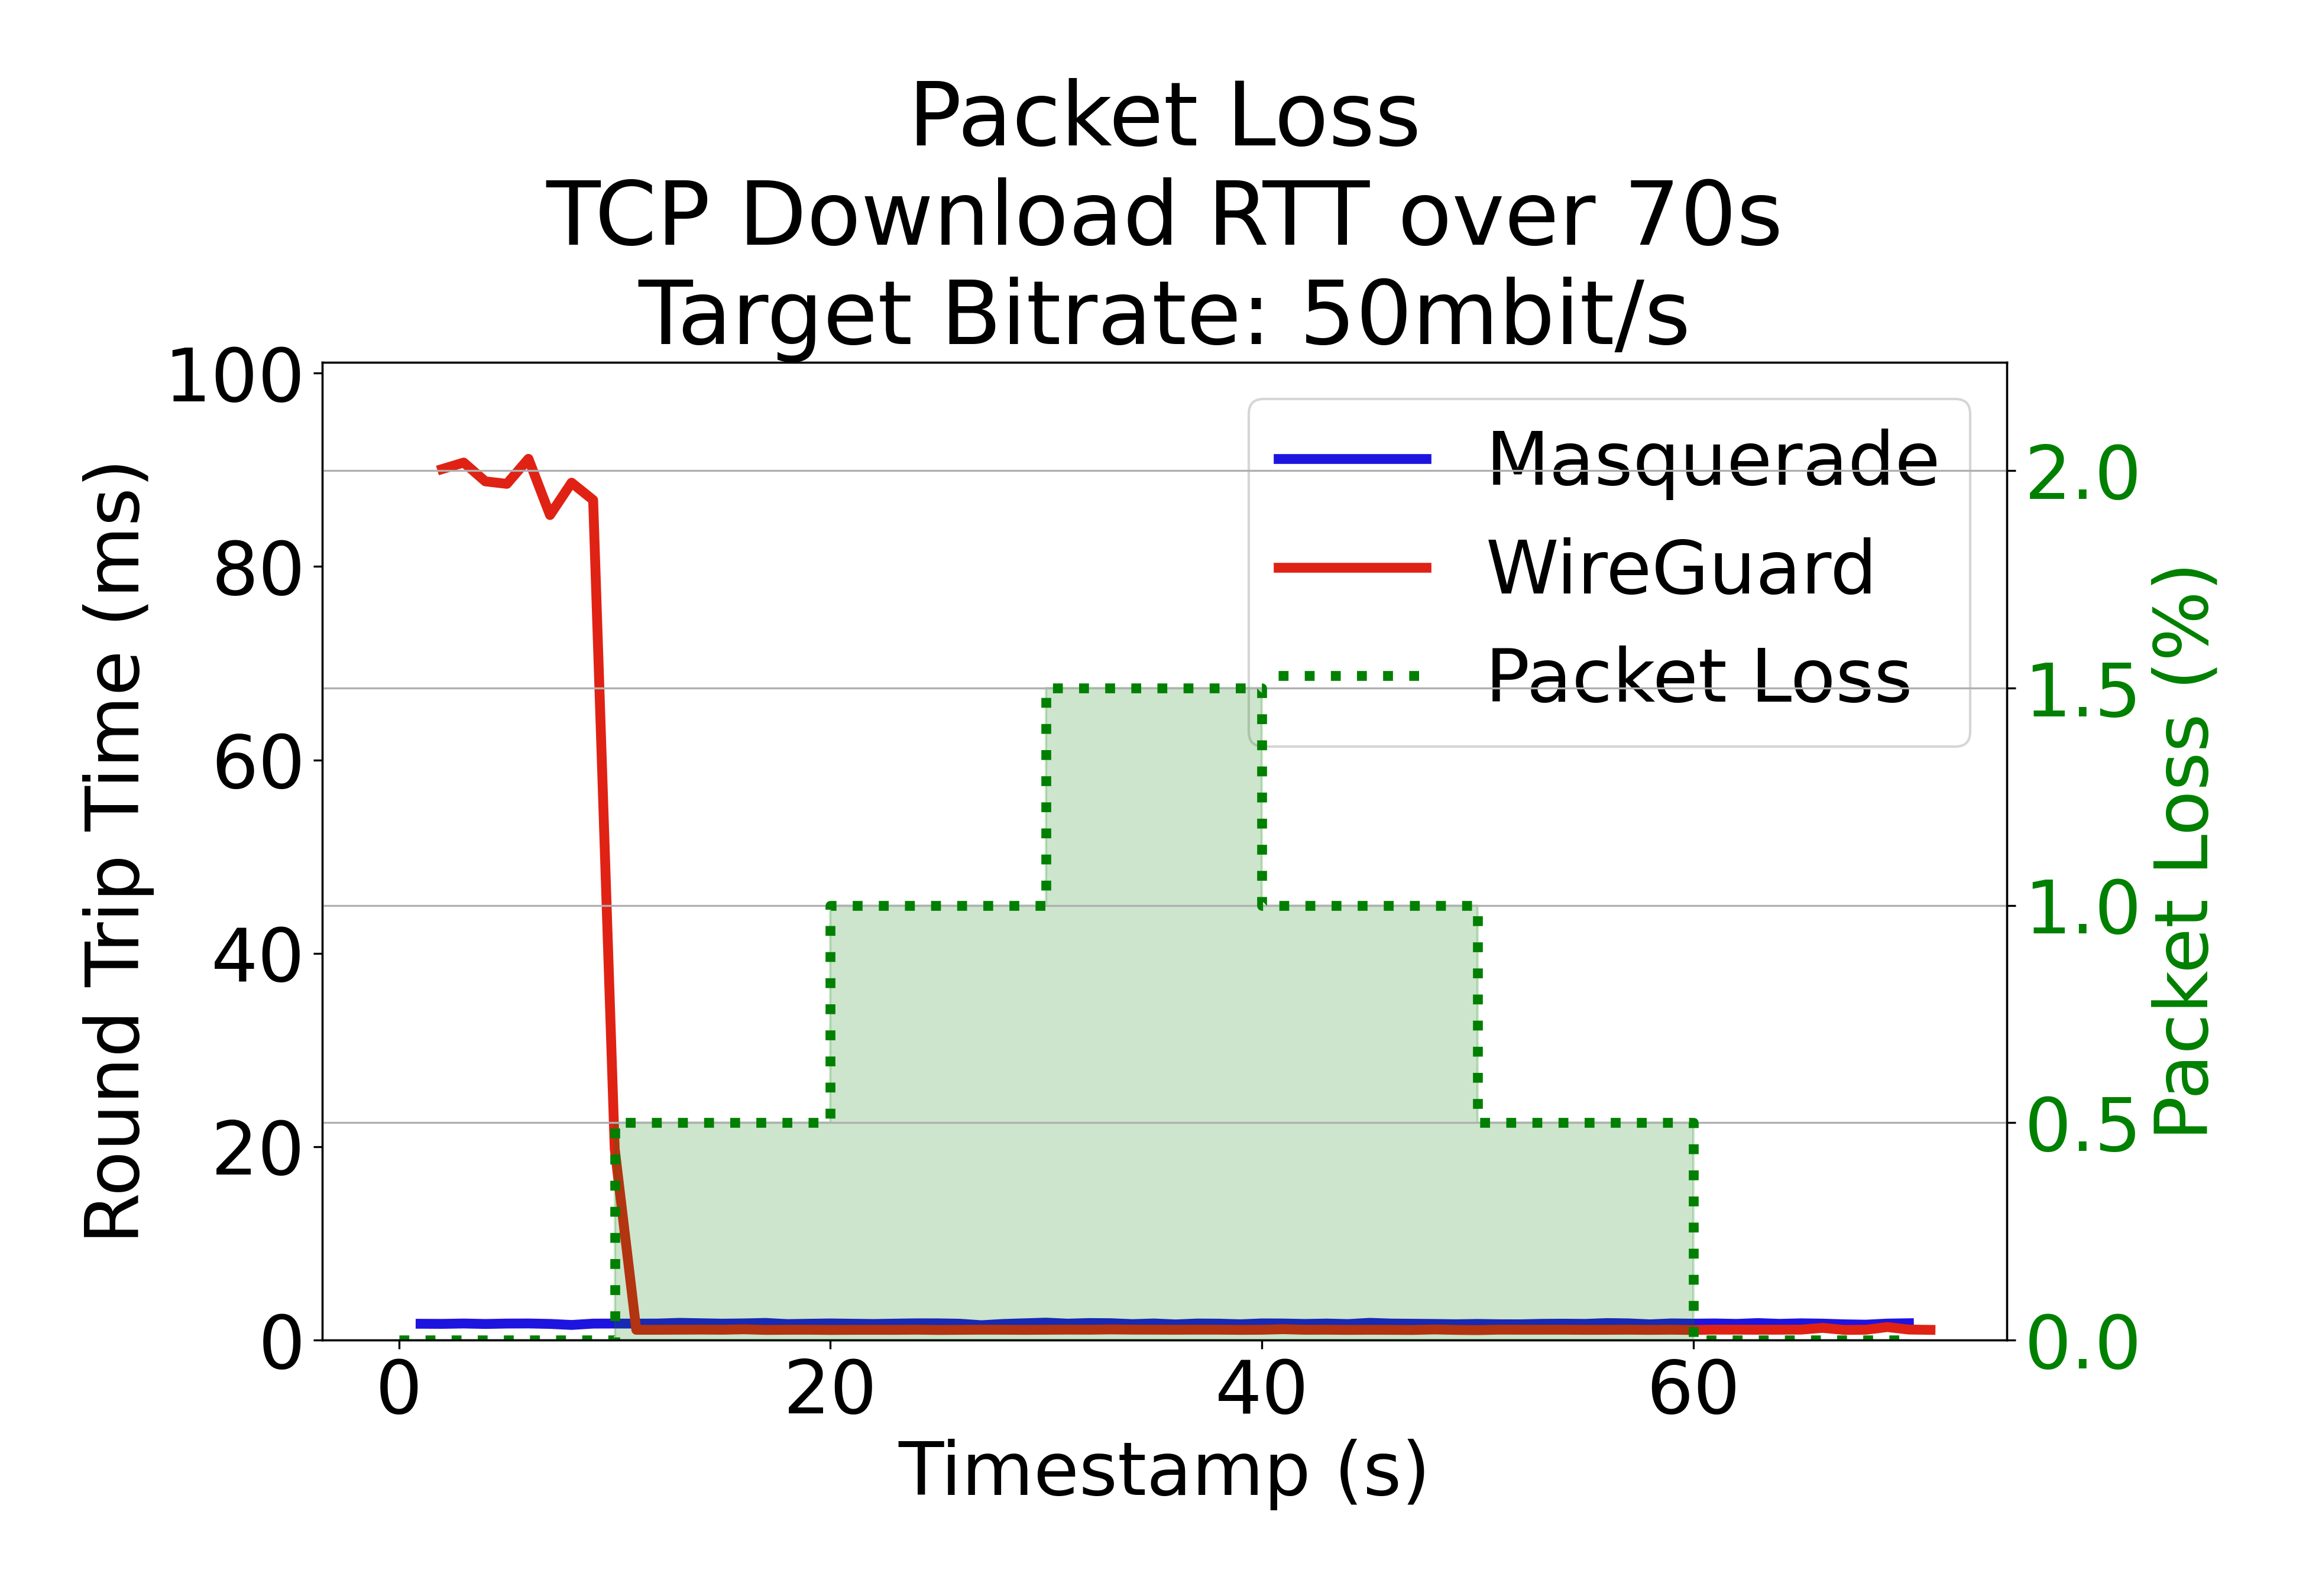 Packet Loss
TCP Download RTT over 70s
Target Bitrate: 50mbit/s
Round Trip Time (ms)
100
80
60
40
20
0
Masquerade
WireGuard
Packet Loss
2.0
1.5
1.0
0.5
0.0
Packet Loss (%)
0 20 40 60
Timestamp (s)